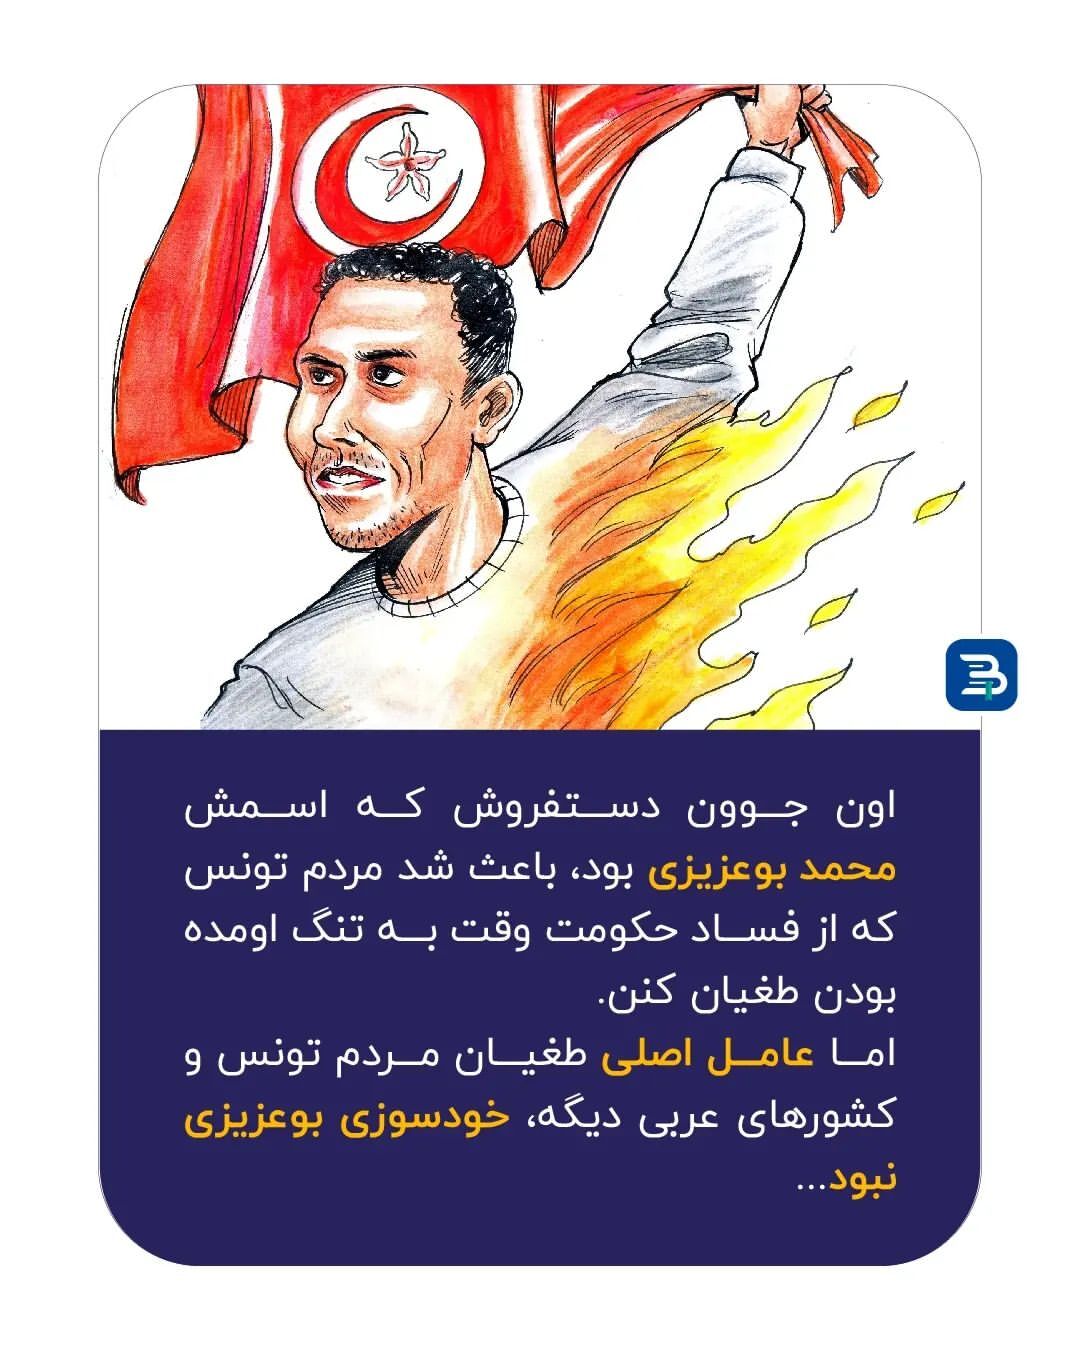 اون جوون دستفروش که اسمش
محمد بوعزیزی بود، باعث شد مردم تونس
که از فساد حکومت وقت به تنگ اومده
بودن طغیان کنن.
اما عامل اصلی طغیان مردم تونس و
کشورهای عربی دیگه، خودسوزی بوعزیزی
نبود...